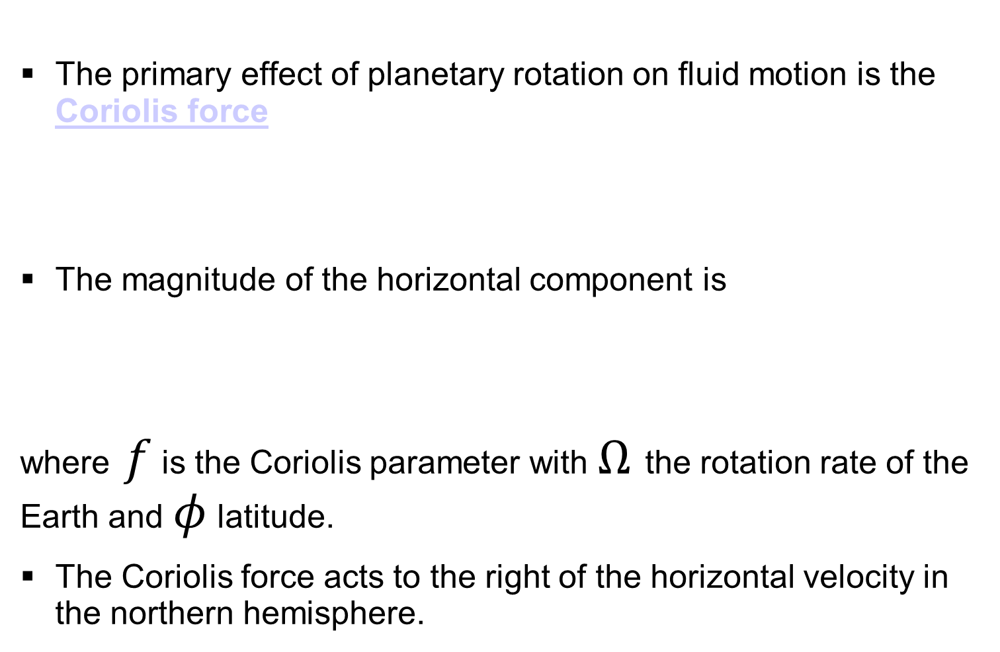 ▪ The primary effect of planetary rotation on fluid motion is the
Coriolis force
▪ The magnitude of the horizontal component is
where f is the Coriolis parameter with Ω the rotation rate of the
Earth and ϕ latitude.
▪ The Coriolis force acts to the right of the horizontal velocity in
the northern hemisphere.